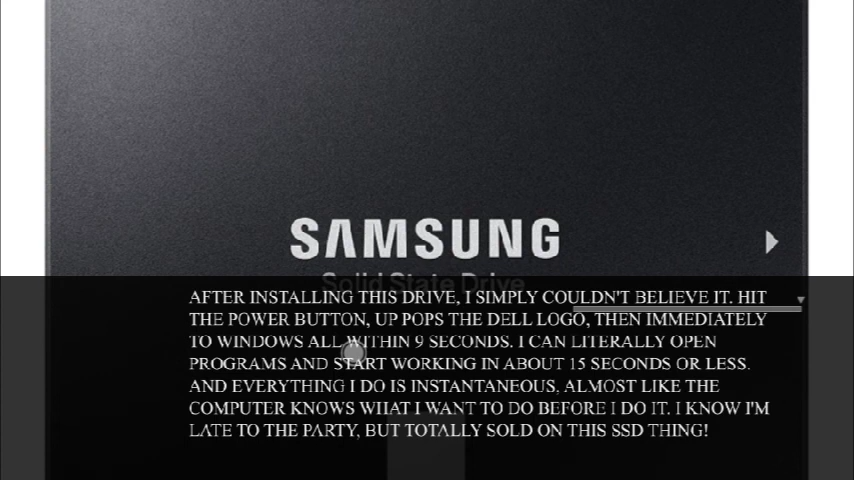 SAMSUNG
Solid State Drive
AFTER INSTALLING THIS DRIVE, I SIMPLY COULDN'T BELIEVE IT. HIT
THE POWER BUTTON, UP POPS THE DELL LOGO, THEN IMMEDIATELY
TO WINDOWS ALL WITHIN 9 SECONDS. I CAN LITERALLY OPEN
PROGRAMS AND START WORKING IN ABOUT 15 SECONDS OR LESS.
AND EVERYTHING I DO IS INSTANTANEOUS, ALMOST LIKE THE
COMPUTER KNOWS WHAT I WANT TO DO BEFORE I DO IT. I KNOW I'M
LATE TO THE PARTY, BUT TOTALLY SOLD ON THIS SSD THING!